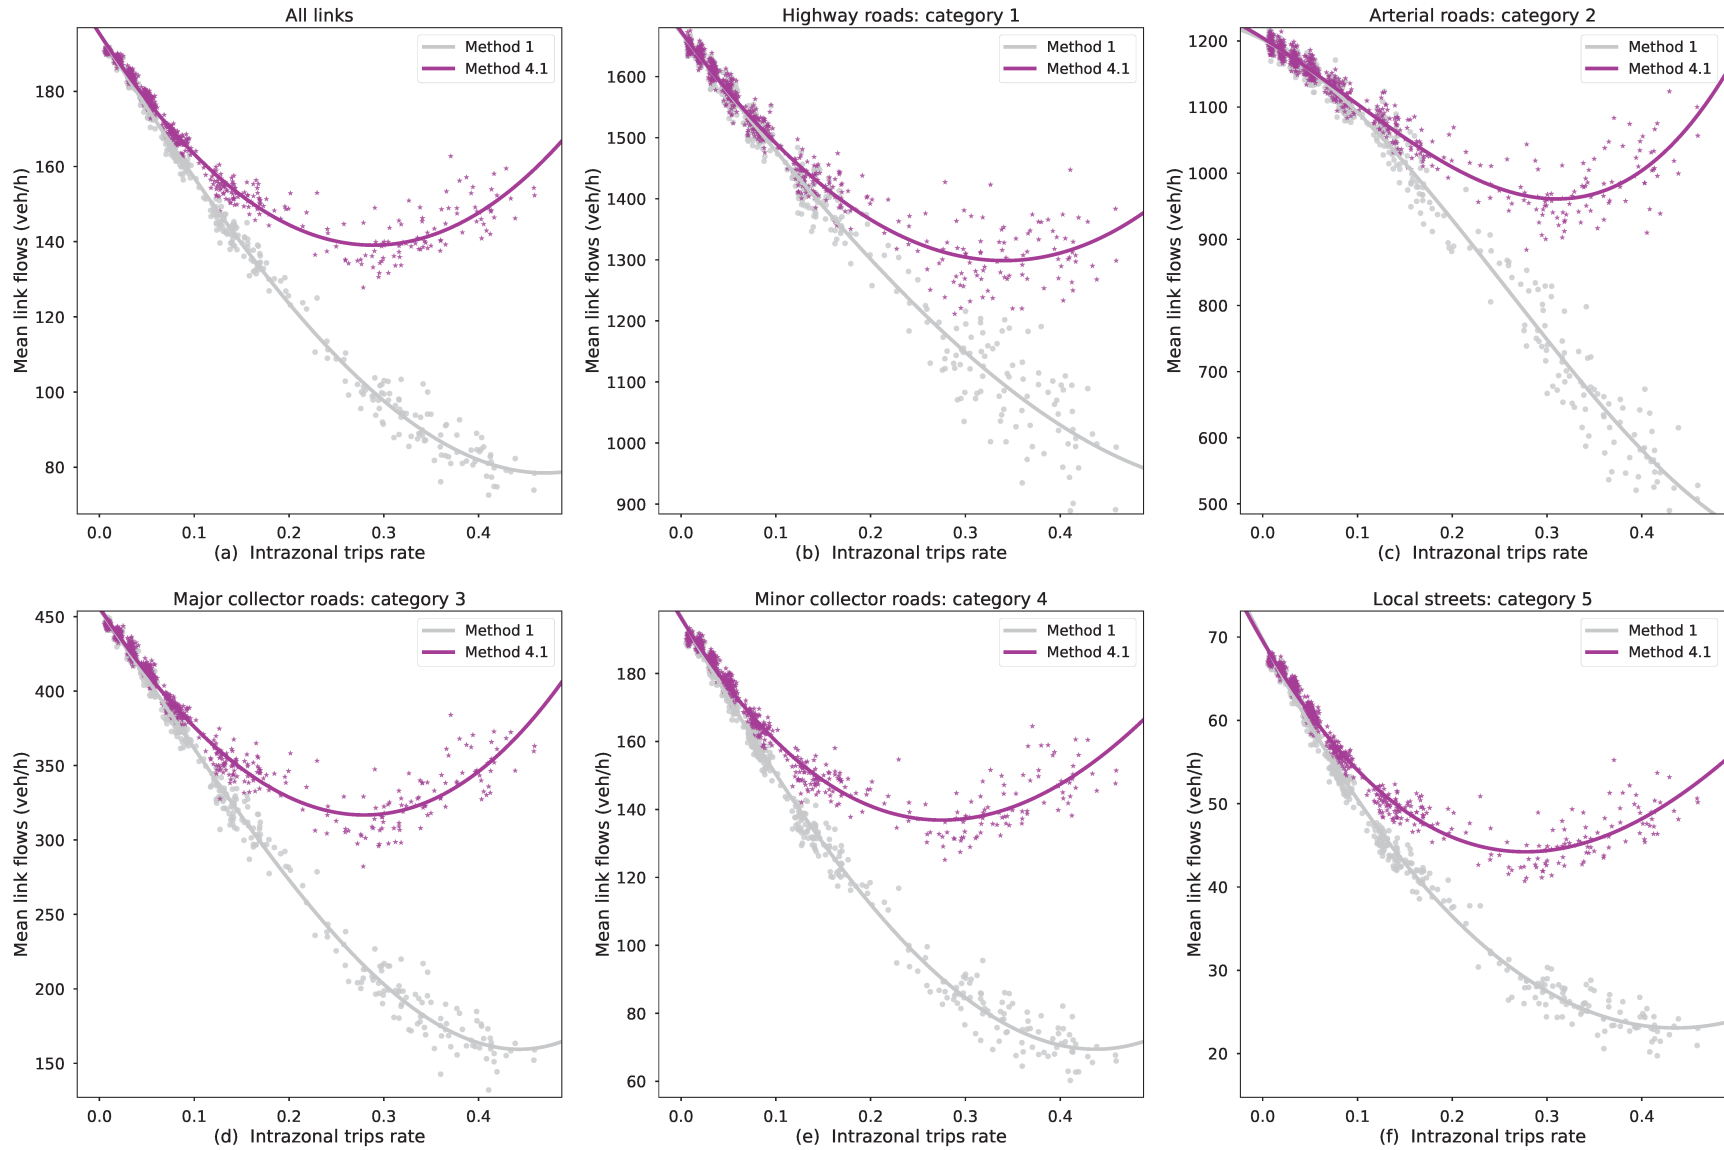 All links
Method 1
Method 4.1
180
160
140
120
100
80
Mean link flows (veh/h)
0.0 0.1 0.2 0.3 0.4
(a) Intrazonal trips rate
Highway roads: category 1
Method 1
Method 4.1
1600
1500
1400
1300
1200
1100
1000
900
Mean link flows (veh/h)
0.0 0.1 0.2 0.3 0.4
(b) Intrazonal trips rate
Arterial roads: category 2
Method 1
Method 4.1
1200
1100
1000
900
800
700
600
500
Mean link flows (veh/h)
0.0 0.1 0.2 0.3 0.4
(c) Intrazonal trips rate
Major collector roads: category 3
Method 1
Method 4.1
450
400
350
300
250
200
150
Mean link flows (veh/h)
0.0 0.1 0.2 0.3 0.4
(d) Intrazonal trips rate
Minor collector roads: category 4
Method 1
Method 4.1
180
160
140
120
100
80
60
Mean link flows (veh/h)
0.0 0.1 0.2 0.3 0.4
(e) Intrazonal trips rate
Local streets: category 5
Method 1
Method 4.1
70
60
50
40
30
20
Mean link flows (veh/h)
0.0 0.1 0.2 0.3 0.4
(f) Intrazonal trips rate